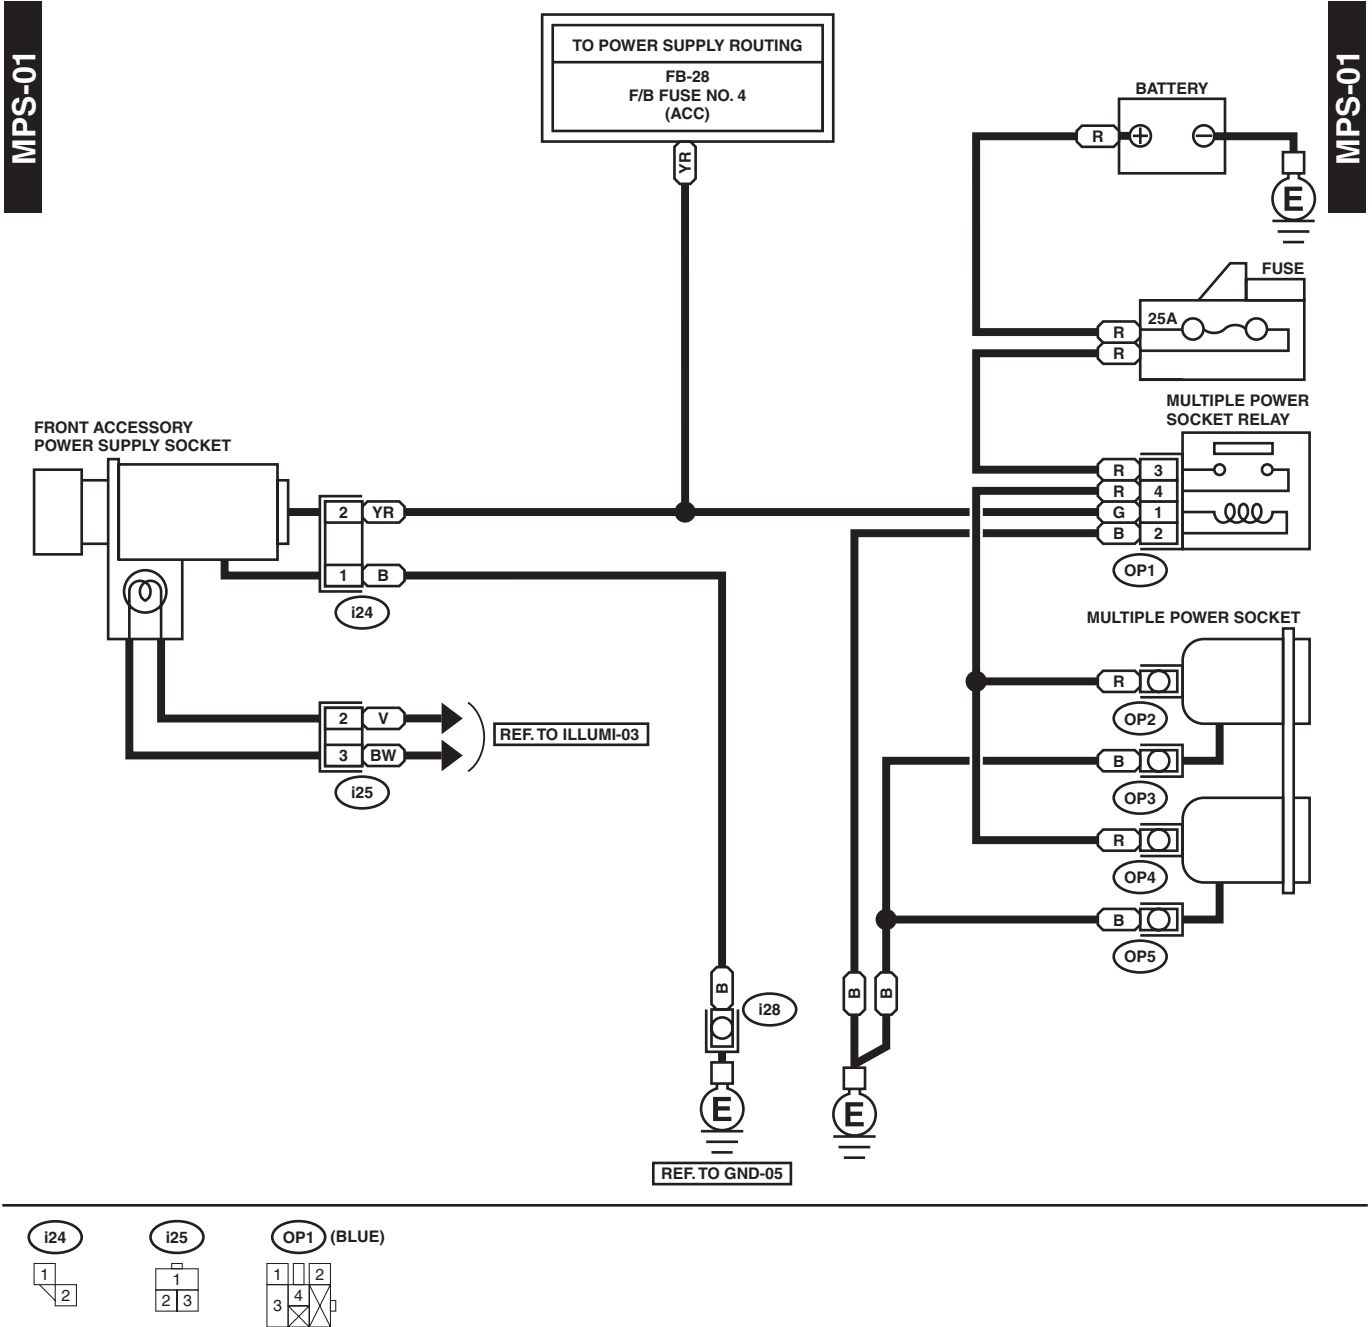 MPS-01
MPS-01
TO POWER SUPPLY ROUTING
FB-28
F/B FUSE NO. 4
(ACC)
YR
BATTERY
R
E
FUSE
25A
R
R
MULTIPLE POWER
SOCKET RELAY
R 3
R 4
G 1
B 2
OP1
FRONT ACCESSORY
POWER SUPPLY SOCKET
2 YR
1 B
i24
2 V
3 BW
i25
REF. TO ILLUMI-03
MULTIPLE POWER SOCKET
R
OP2
B
OP3
R
OP4
B
OP5
B
i28
E
REF. TO GND-05
B
B
E
i24
1
2
i25
1
2 3
OP1 (BLUE)
1 2
3 4